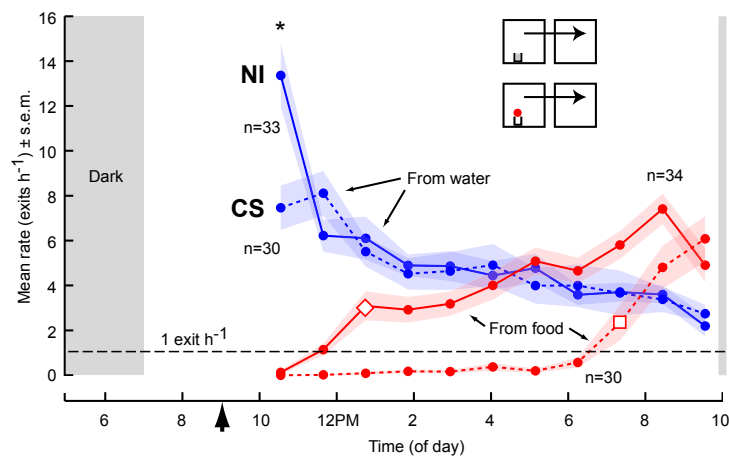 16
*
14
NI
12
n=33
10
Dark
From water
n=34
8
CS
6
n=30
4
From food
2
1 exit h⁻¹
n=30
0
Mean rate (exits h⁻¹) ± s.e.m.
6 8 10 12PM 2 4 6 8 10
Time (of day)